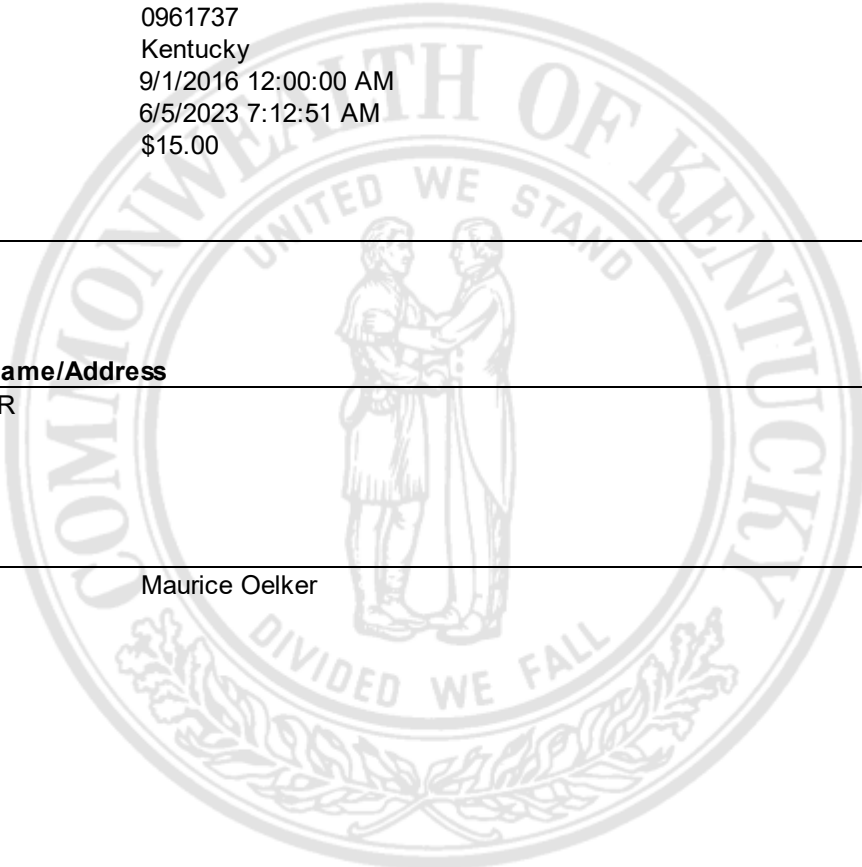 0961737
Kentucky
9/1/2016 12:00:00 AM
6/5/2023 7:12:51 AM
$15.00
COMMONWEALTH OF KENTUCKY
UNITED WE STAND
ame/Address
R
Maurice Oelker
DIVIDED WE FALL